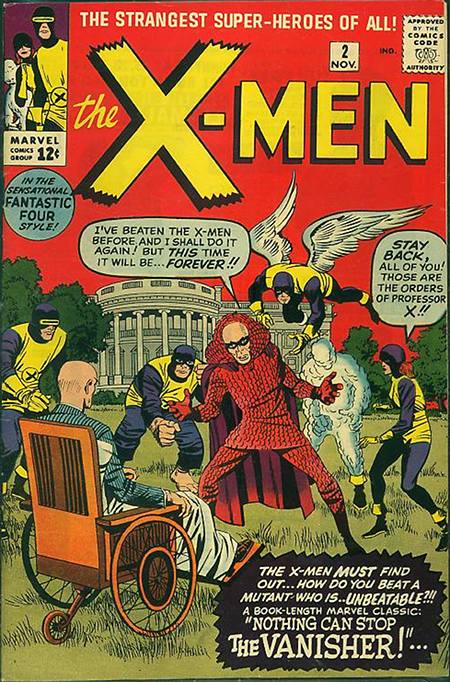 THE STRANGEST SUPER-HEROES OF ALL!
MARVEL
COMICS
GROUP
12¢
2
NOV.
IND.
APPROVED
BY THE
COMICS
CODE
AUTHORITY
the X-MEN
IN THE
SENSATIONAL
FANTASTIC
FOUR
STYLE!
I'VE BEATEN THE X-MEN
BEFORE, AND I SHALL DO IT
AGAIN! BUT THIS TIME
IT WILL BE... FOREVER!!
STAY
BACK,
ALL OF YOU!
THOSE ARE
THE ORDERS
OF PROFESSOR
X!!
THE X-MEN MUST FIND
OUT... HOW DO YOU BEAT A
MUTANT WHO IS..UNBEATABLE?!!
A BOOK-LENGTH MARVEL CLASSIC:
"NOTHING CAN STOP
THE VANISHER!"...